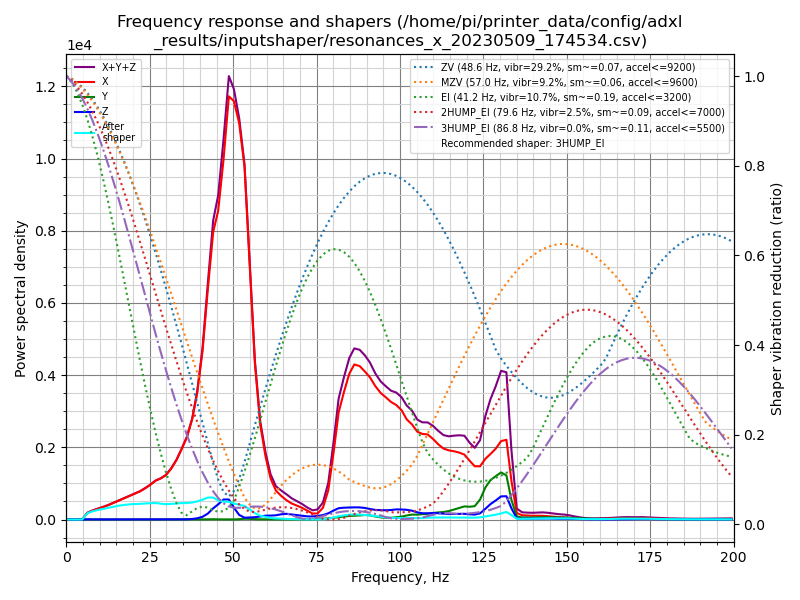 Frequency response and shapers (/home/pi/printer_data/config/adxl
_results/inputshaper/resonances_x_20230509_174534.csv)
1e4
X+Y+Z
X
Y
Z
After
shaper
ZV (48.6 Hz, vibr=29.2%, sm~=0.07, accel<=9200)
MZV (57.0 Hz, vibr=9.2%, sm~=0.06, accel<=9600)
EI (41.2 Hz, vibr=10.7%, sm~=0.19, accel<=3200)
2HUMP_EI (79.6 Hz, vibr=2.5%, sm~=0.09, accel<=7000)
3HUMP_EI (86.8 Hz, vibr=0.0%, sm~=0.11, accel<=5500)
Recommended shaper: 3HUMP_EI
Power spectral density
1.2
1.0
0.8
0.6
0.4
0.2
0.0
Shaper vibration reduction (ratio)
1.0
0.8
0.6
0.4
0.2
0.0
0 25 50 75 100 125 150 175 200
Frequency, Hz